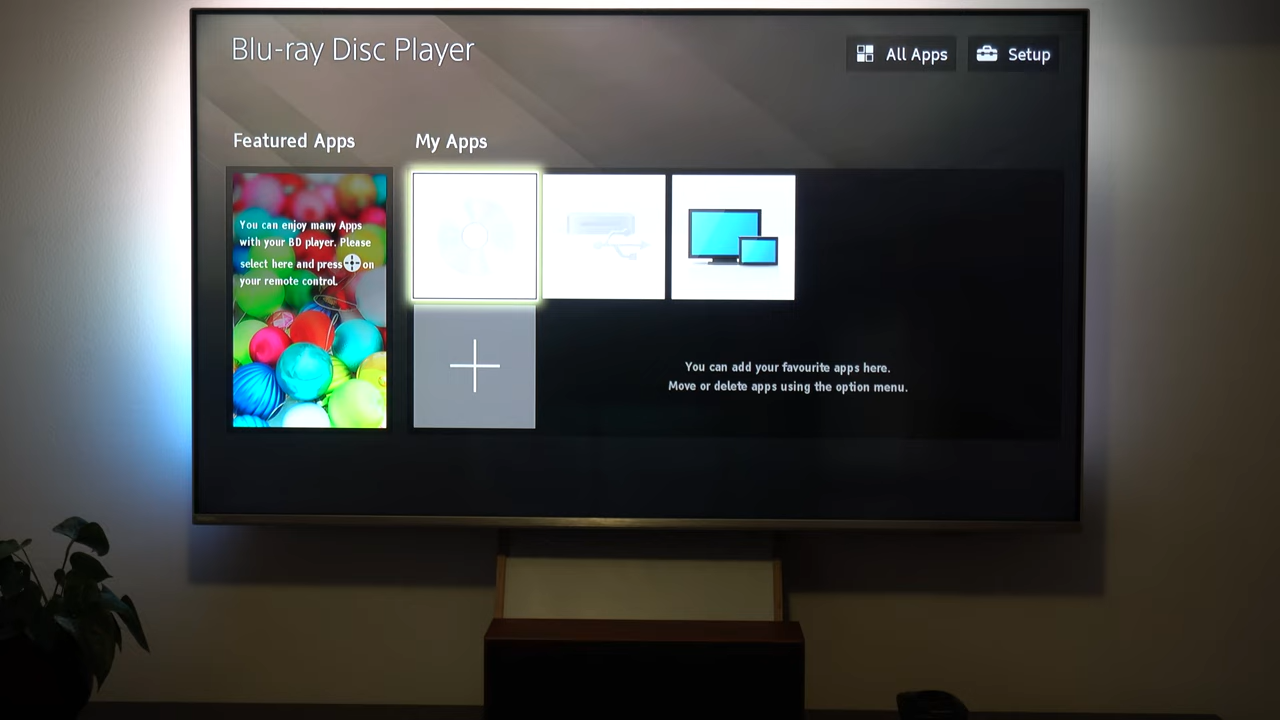 Blu-ray Disc Player
All Apps
Setup
Featured Apps
My Apps
You can enjoy many Apps
with your BD player. Please
select here and press on
your remote control.
You can add your favourite apps here.
Move or delete apps using the option menu.